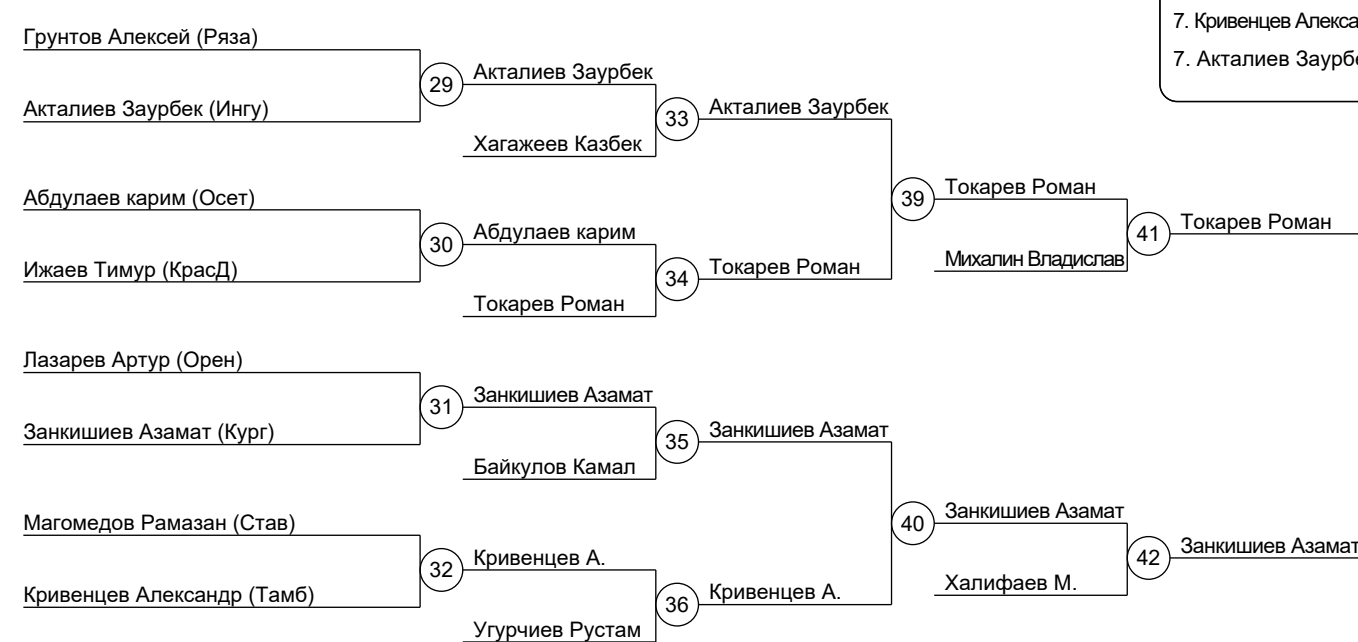 7. Кривенцев Алекса
7. Акталиев Заурбе
Грунтов Алексей (Ряза)
29
Акталиев Заурбек
Акталиев Заурбек (Ингу)
33
Акталиев Заурбек
Хагажеев Казбек
Абдулаев карим (Осет)
39
Токарев Роман
30
Абдулаев карим
41
Токарев Роман
Ижаев Тимур (КрасД)
34
Токарев Роман
Михалин Владислав
Токарев Роман
Лазарев Артур (Орен)
31
Занкишиев Азамат
Занкишиев Азамат (Кург)
35
Занкишиев Азамат
Байкулов Камал
Магомедов Рамазан (Став)
40
Занкишиев Азамат
32
Кривенцев А.
42
Занкишиев Азамат
Кривенцев Александр (Тамб)
36
Кривенцев А.
Халифаев М.
Угурчиев Рустам